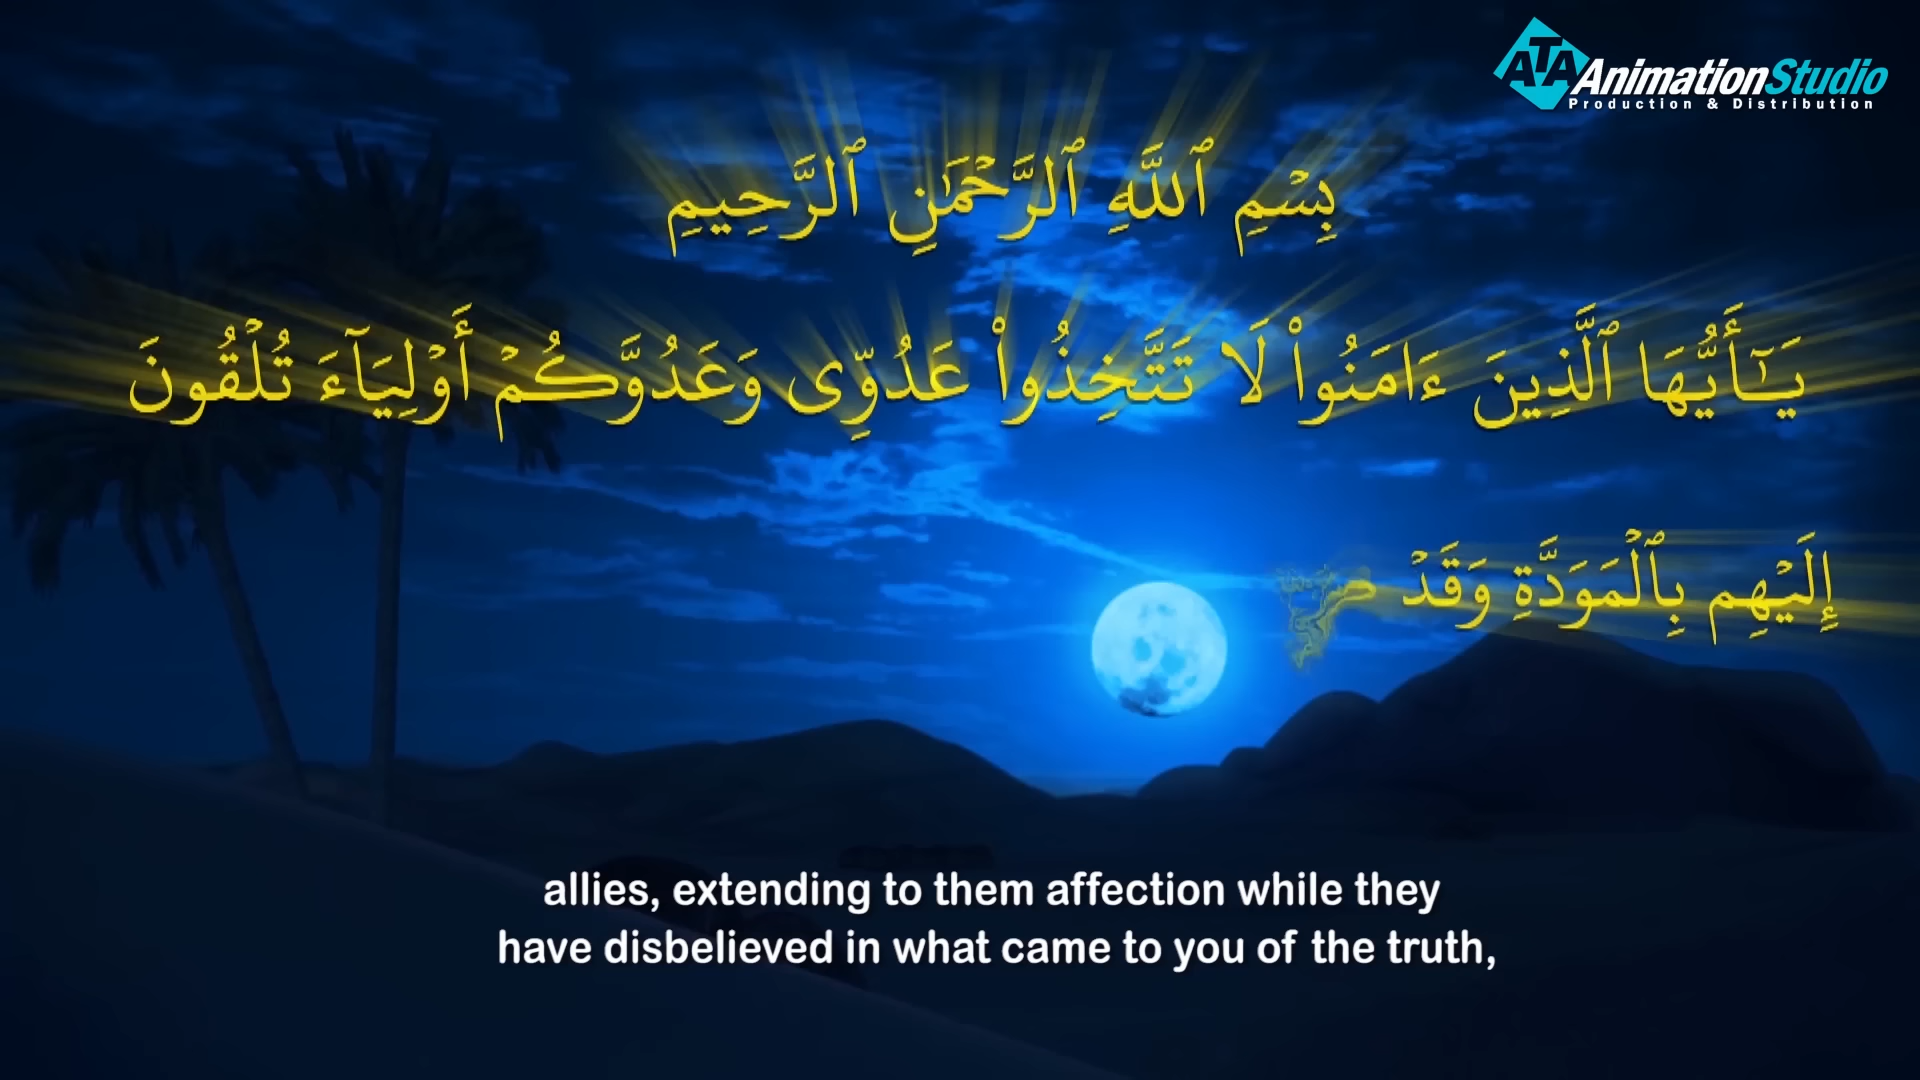 ATA AnimationStudio
Production & Distribution
بِسۡمِ ٱللَّهِ ٱلرَّحۡمَٰنِ ٱلرَّحِيمِ
يَـٰٓأَيُّهَا ٱلَّذِينَ ءَامَنُوا۟ لَا تَتَّخِذُوا۟ عَدُوِّى وَعَدُوَّكُمۡ أَوۡلِيَآءَ تُلۡقُونَ
إِلَيۡهِم بِٱلۡمَوَدَّةِ وَقَدۡ
allies, extending to them affection while they
have disbelieved in what came to you of the truth,